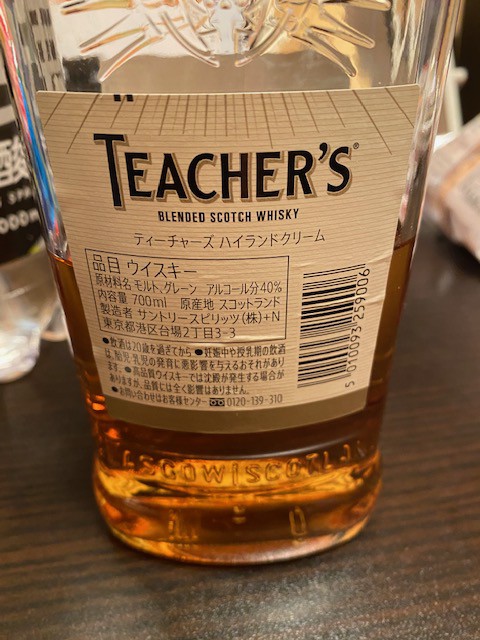 TEACHER'S®
BLENDED SCOTCH WHISKY
ティーチャーズ ハイランドクリーム
品目 ウイスキー
原材料名 モルト、グレーン アルコール分40%
内容量 700ml 原産地 スコットランド
製造者 サントリースピリッツ(株)+N
東京都港区台場2丁目3-3
●飲酒は20歳を過ぎてから ●妊娠中や授乳期の飲酒
は、胎児・乳児の発育に悪影響を与えるおそれがあり
ます。●高品質ウイスキーでは沈殿が発生する場合が
ありますが、品質には全く影響はありません。
●お問い合わせはお客様センター 0120-139-310
5 010093 259006
酸